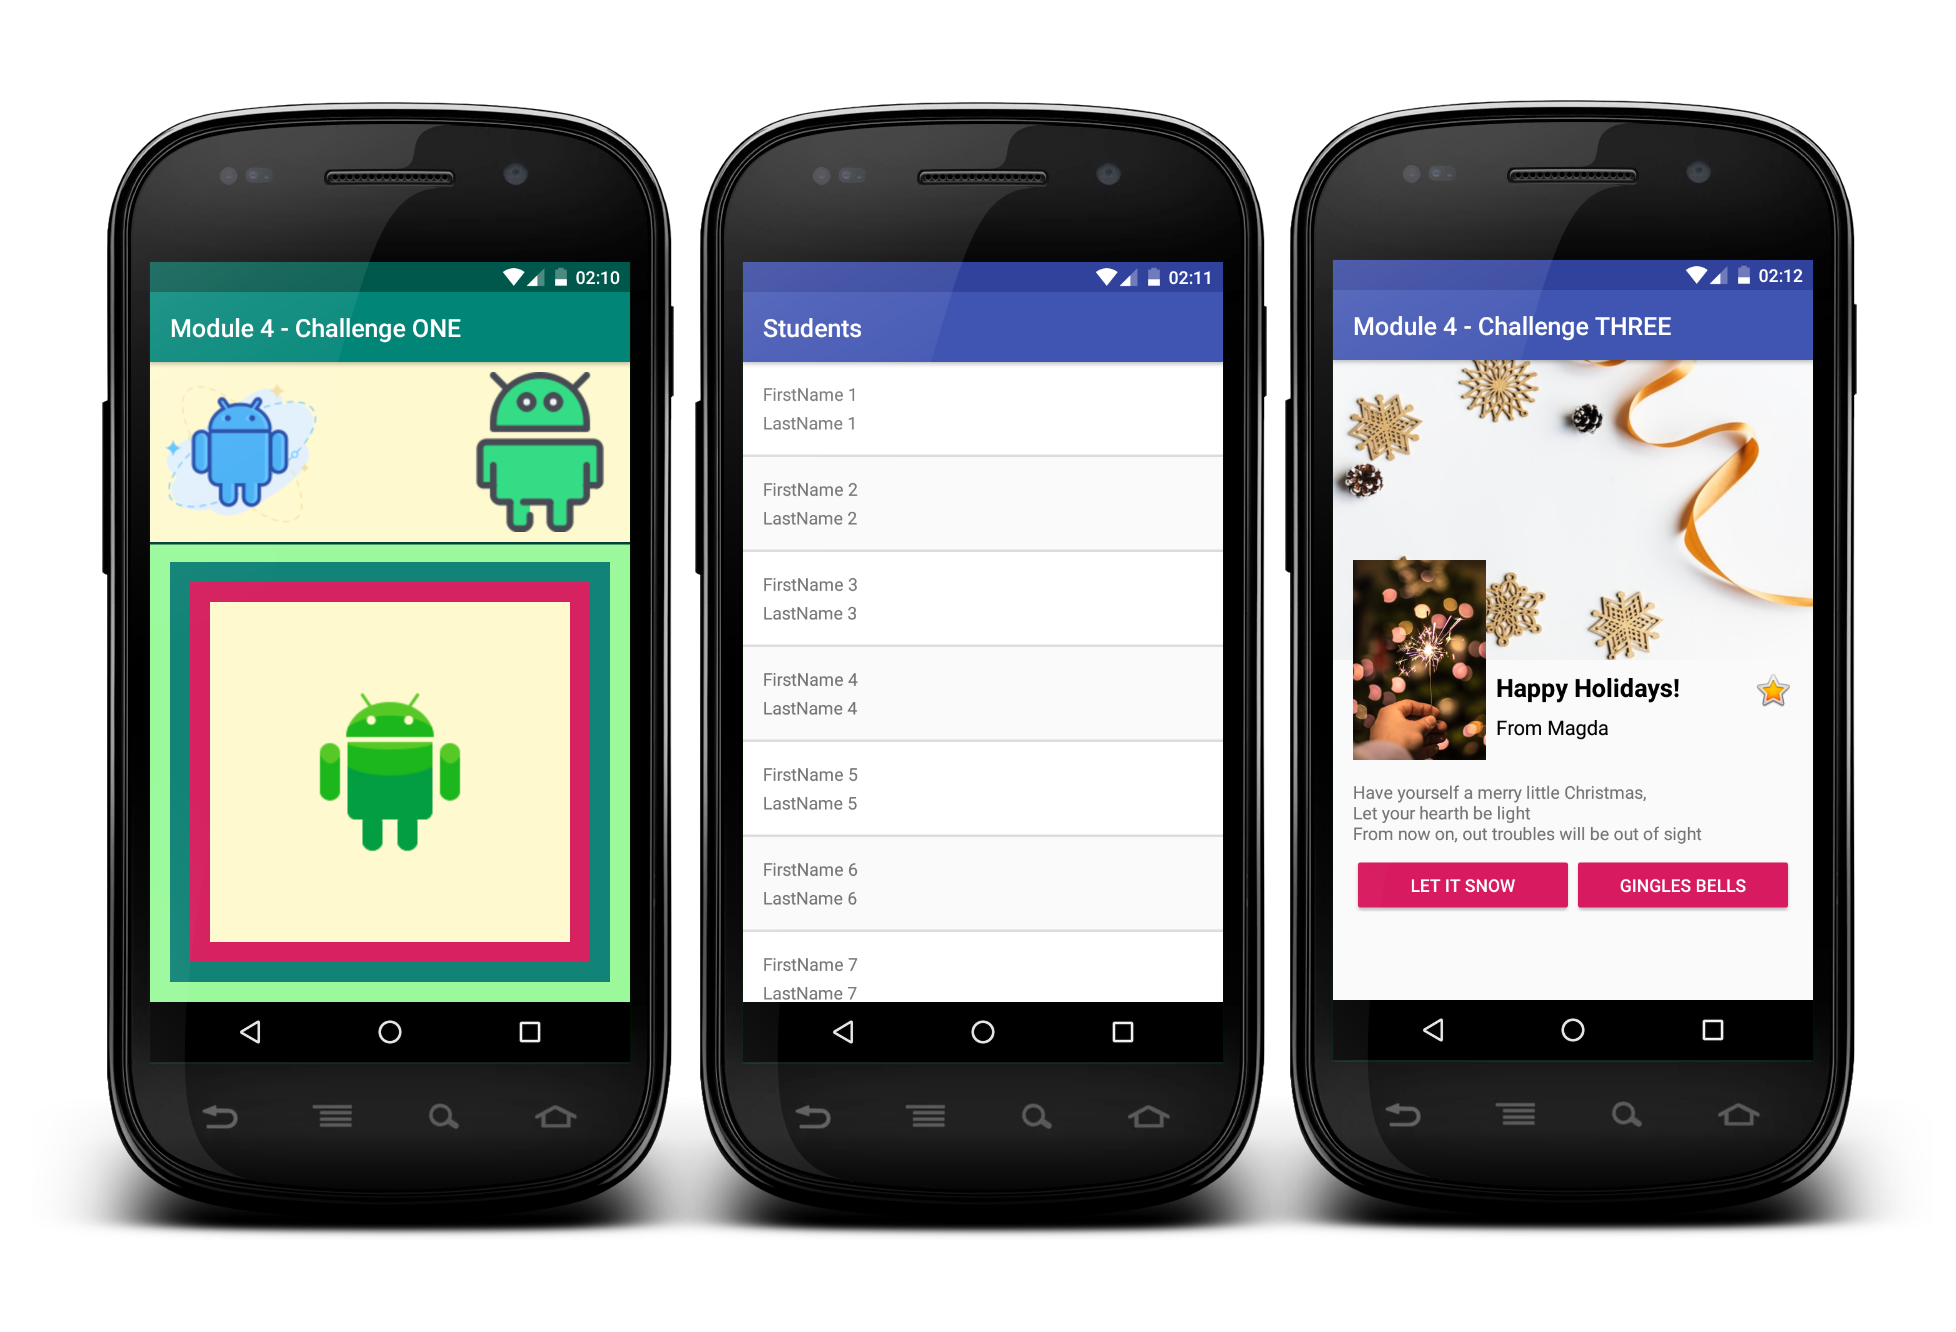 02:10
Module 4 - Challenge ONE
02:11
Students
FirstName 1
LastName 1
FirstName 2
LastName 2
FirstName 3
LastName 3
FirstName 4
LastName 4
FirstName 5
LastName 5
FirstName 6
LastName 6
FirstName 7
LastName 7
02:12
Module 4 - Challenge THREE
Happy Holidays!
From Magda
Have yourself a merry little Christmas,
Let your hearth be light
From now on, out troubles will be out of sight
LET IT SNOW
GINGLES BELLS